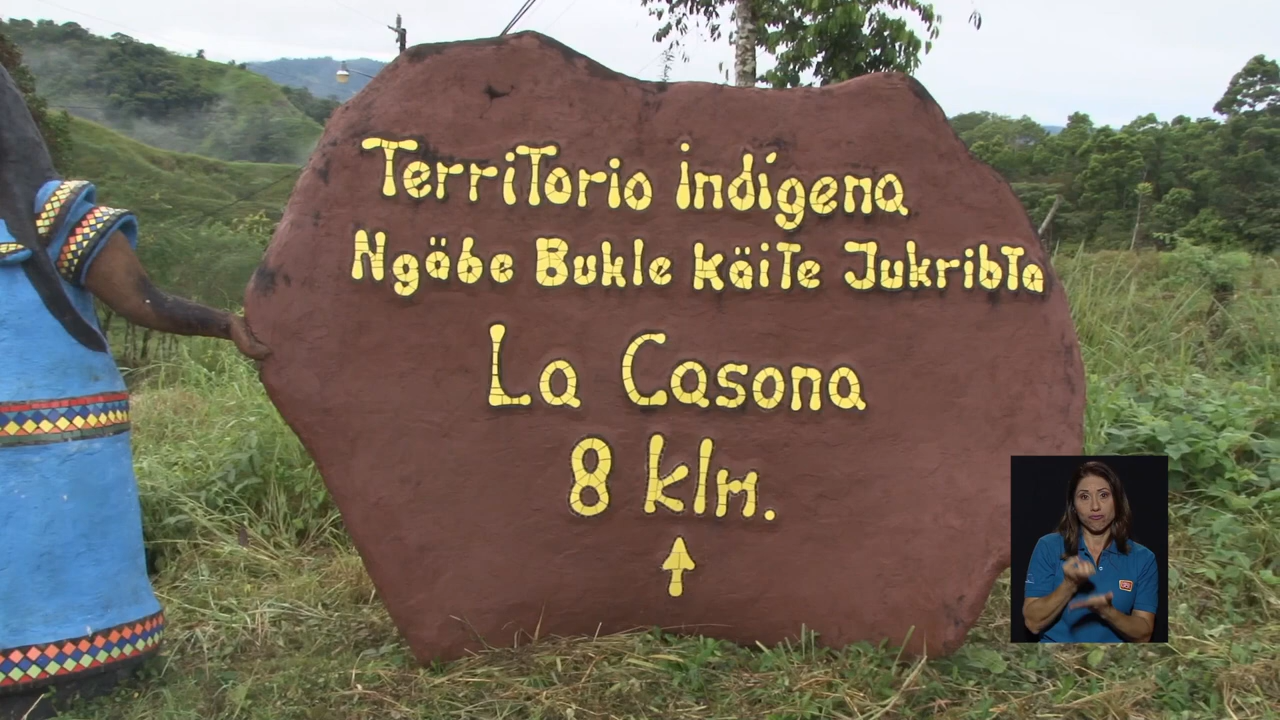 Territorio indígena
Ngäbe Bukle Käite Jukribta
La Casona
8 klm.